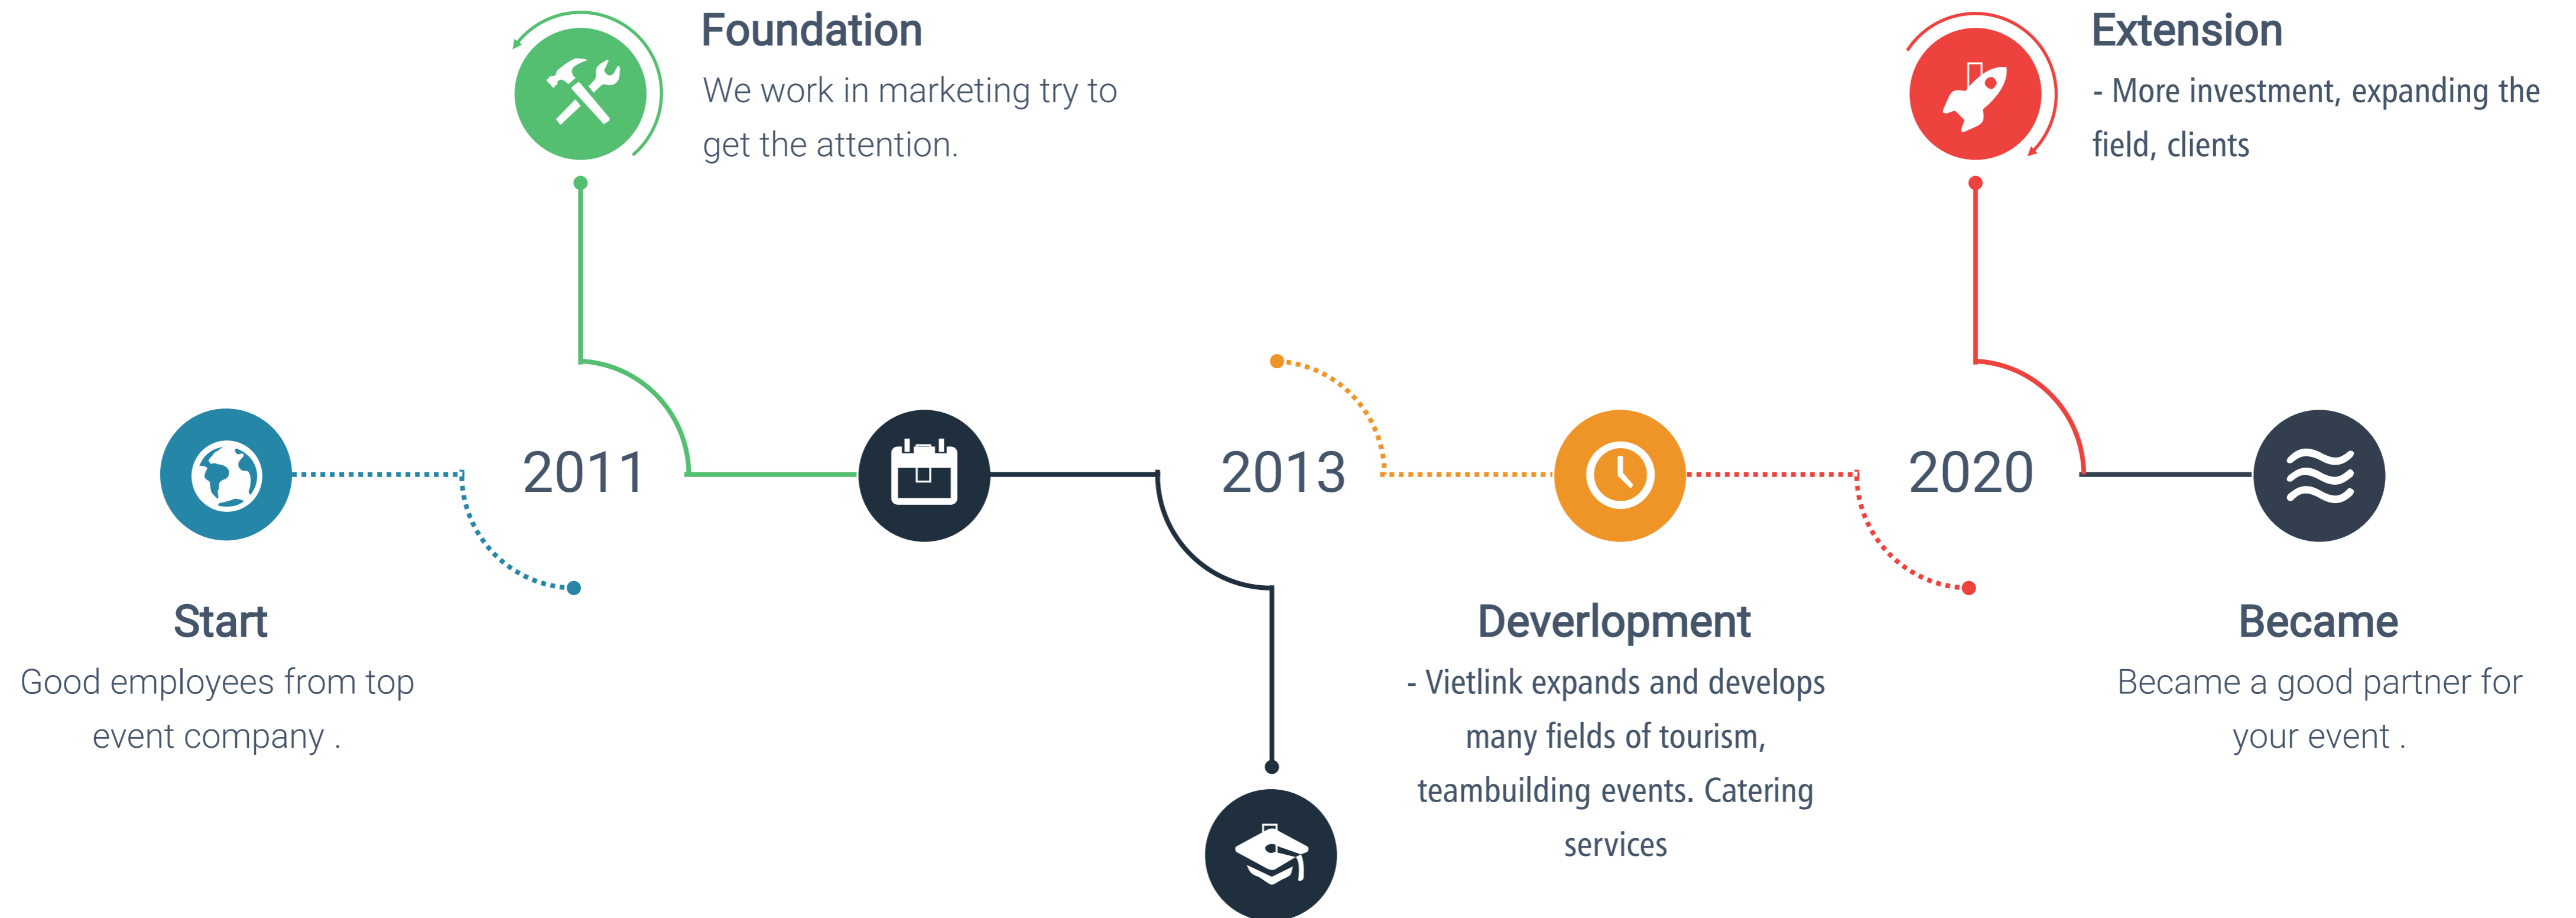 Foundation
We work in marketing try to
get the attention.
Extension
- More investment, expanding the
field, clients
2011
2013
2020
Start
Good employees from top
event company .
Deverlopment
- Vietlink expands and develops
many fields of tourism,
teambuilding events. Catering
services
Became
Became a good partner for
your event .